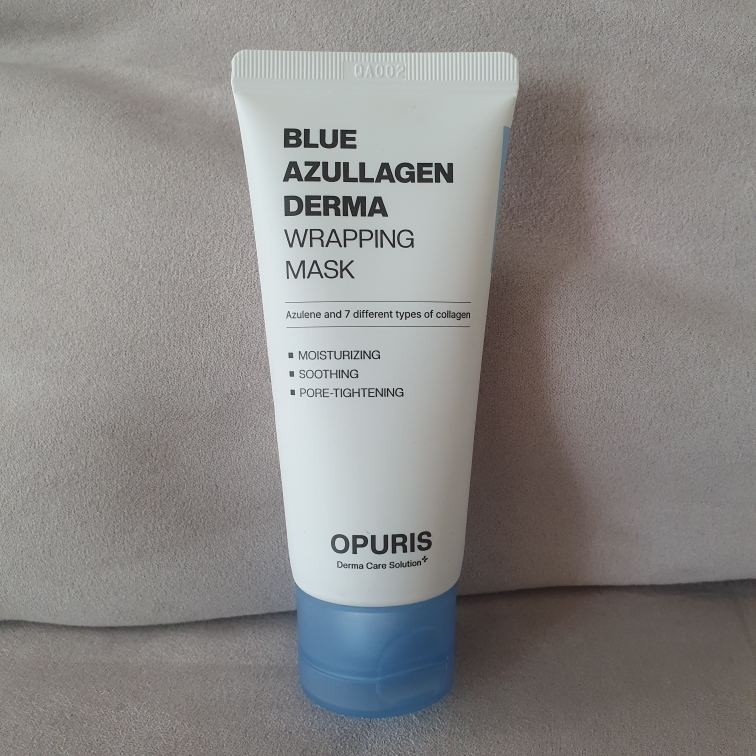 0A002
BLUE
AZULLAGEN
DERMA
WRAPPING
MASK
Azulene and 7 different types of collagen
▪ MOISTURIZING
▪ SOOTHING
▪ PORE-TIGHTENING
OPURIS
Derma Care Solution